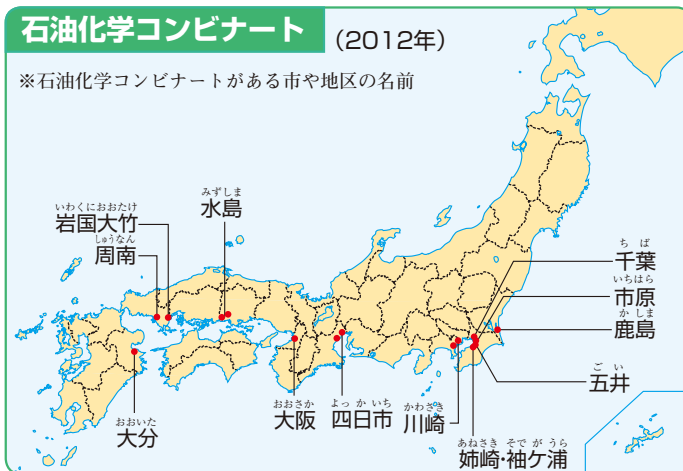 石油化学コンビナート
(2012年)
※石油化学コンビナートがある市や地区の名前
みずしま
水島
いわくにおおたけ
岩国大竹
しゅうなん
周南
ちば
千葉
いちはら
市原
かしま
鹿島
ごい
五井
おおいた
大分
おおさか
大阪
よっかいち
四日市
かわさき
川崎
あねさき そでがうら
姉崎・袖ケ浦